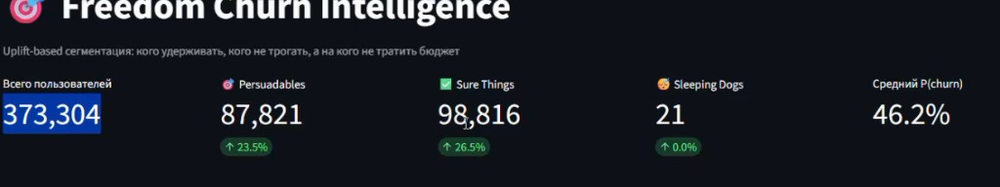 Freedom Churn Intelligence
Uplift-based сегментация: кого удерживать, кого не трогать, а на кого не тратить бюджет
Всего пользователей
373,304
Persuadables
87,821
↑ 23.5%
Sure Things
98,816
↑ 26.5%
Sleeping Dogs
21
↑ 0.0%
Средний P(churn)
46.2%